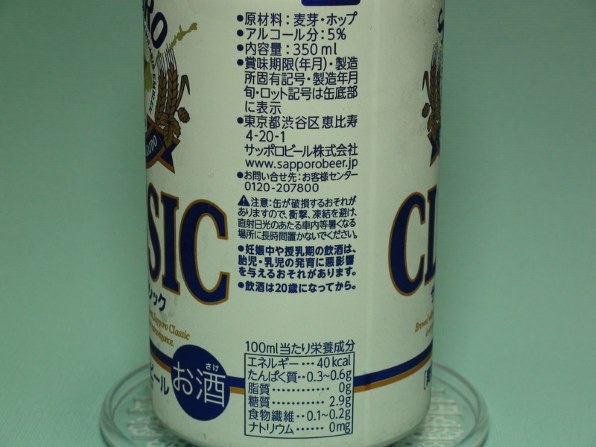 ●原材料：麦芽・ホップ
●アルコール分：5%
●内容量：350ml
●賞味期限(年月)・製造
所固有記号・製造年月
旬・ロット記号は缶底部
に表示
●東京都渋谷区恵比寿
4-20-1
サッポロビール株式会社
www.sapporobeer.jp
●お問い合せ先：お客様センター
0120-207800
⚠注意：缶が破損するおそれが
ありますので、衝撃、凍結を避け、
直射日光のあたる車内等暑くなる
場所に長時間置かないでください。
●妊娠中や授乳期の飲酒は、
胎児・乳児の発育に悪影響
を与えるおそれがあります。
●飲酒は20歳になってから。
100ml当たり栄養成分
エネルギー…40kcal
たんぱく質…0.3~0.6g
脂質…………0g
糖質…………2.9g
食物繊維…0.1~0.2g
ナトリウム……0mg
RO
SIC
シック
Classic
ビール
さけ
お酒
CL